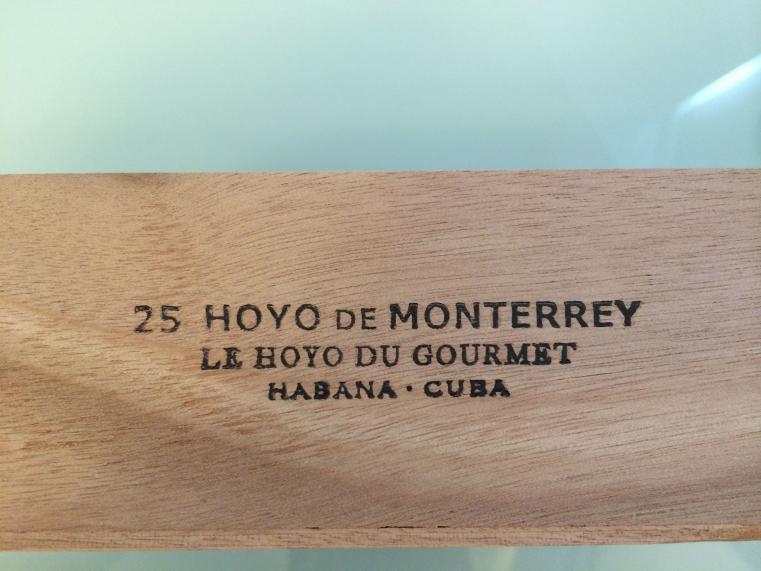 25 HOYO DE MONTERREY
LE HOYO DU GOURMET
HABANA · CUBA